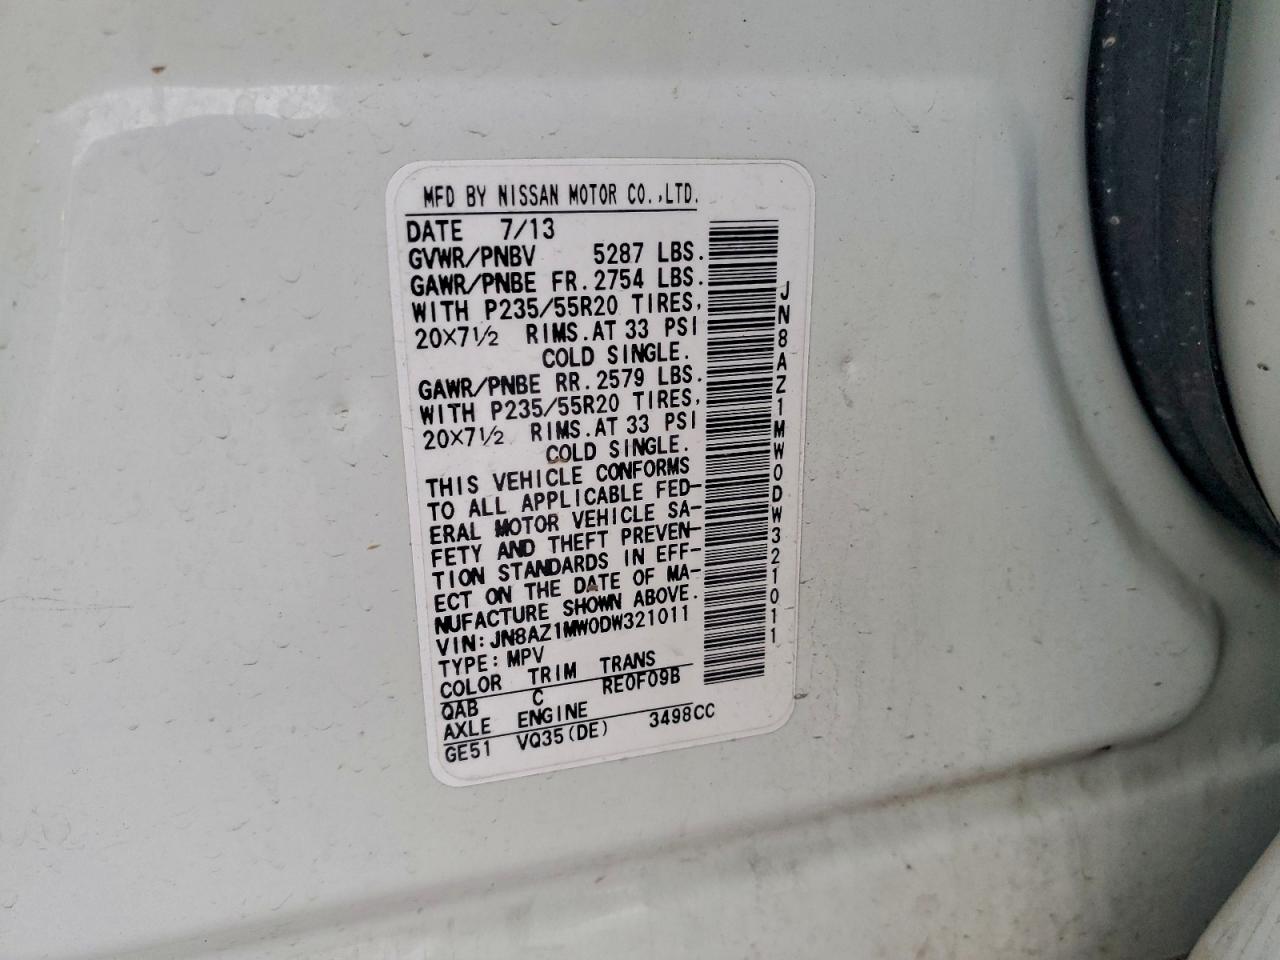 MFD BY NISSAN MOTOR CO.,LTD.
DATE 7/13
GVWR/PNBV 5287 LBS.
GAWR/PNBE FR. 2754 LBS.
WITH P235/55R20 TIRES,
20×7½ RIMS. AT 33 PSI
COLD SINGLE.
GAWR/PNBE RR. 2579 LBS.
WITH P235/55R20 TIRES,
20×7½ RIMS. AT 33 PSI
COLD SINGLE.
THIS VEHICLE CONFORMS
TO ALL APPLICABLE FED-
ERAL MOTOR VEHICLE SA-
FETY AND THEFT PREVEN-
TION STANDARDS IN EFF-
ECT ON THE DATE OF MA-
NUFACTURE SHOWN ABOVE.
VIN: JN8AZ1MW0DW321011
TYPE: MPV
COLOR TRIM TRANS
QAB C RE0F09B
AXLE ENGINE
GE51 VQ35(DE) 3498CC
JN8AZ1MW0DW321011